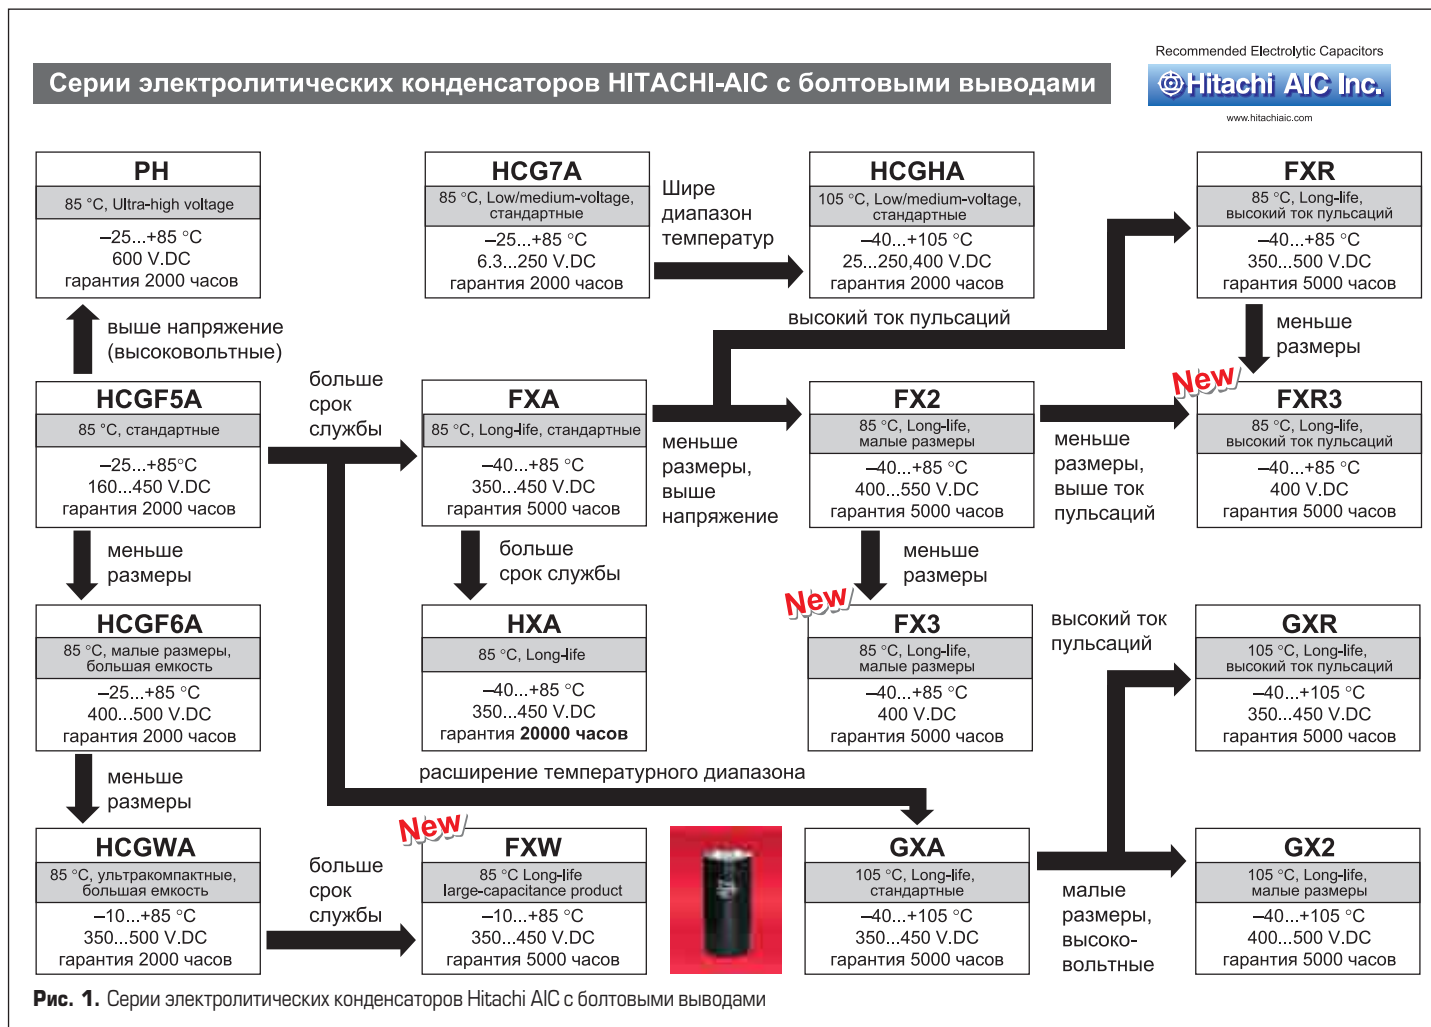 Recommended Electrolytic Capacitors
Серии электролитических конденсаторов HITACHI-AIC с болтовыми выводами
Hitachi AIC Inc.
www.hitachiaic.com
PH
85 °C, Ultra-high voltage
–25...+85 °C
600 V.DC
гарантия 2000 часов
HCG7A
85 °C, Low/medium-voltage,
стандартные
–25...+85 °C
6.3...250 V.DC
гарантия 2000 часов
Шире
диапазон
температур
HCGHA
105 °C, Low/medium-voltage,
стандартные
–40...+105 °C
25...250,400 V.DC
гарантия 2000 часов
FXR
85 °C, Long-life,
высокий ток пульсаций
–40...+85 °C
350...500 V.DC
гарантия 5000 часов
выше напряжение
(высоковольтные)
высокий ток пульсаций
меньше
размеры
HCGF5A
85 °C, стандартные
–25...+85°C
160...450 V.DC
гарантия 2000 часов
больше
срок
службы
FXA
85 °C, Long-life, стандартные
–40...+85 °C
350...450 V.DC
гарантия 5000 часов
меньше
размеры,
выше
напряжение
FX2
85 °C, Long-life,
малые размеры
–40...+85 °C
400...550 V.DC
гарантия 5000 часов
меньше
размеры,
выше ток
пульсаций
New
FXR3
85 °C, Long-life,
высокий ток пульсаций
–40...+85 °C
400 V.DC
гарантия 5000 часов
меньше
размеры
больше
срок службы
меньше
размеры
HCGF6A
85 °C, малые размеры,
большая емкость
–25...+85 °C
400...500 V.DC
гарантия 2000 часов
HXA
85 °C, Long-life
–40...+85 °C
350...450 V.DC
гарантия 20000 часов
New
FX3
85 °C, Long-life,
малые размеры
–40...+85 °C
400 V.DC
гарантия 5000 часов
высокий ток
пульсаций
GXR
105 °C, Long-life,
высокий ток пульсаций
–40...+105 °C
350...450 V.DC
гарантия 5000 часов
меньше
размеры
расширение температурного диапазона
HCGWA
85 °C, ультракомпактные,
большая емкость
–10...+85 °C
350...500 V.DC
гарантия 2000 часов
больше
срок
службы
New
FXW
85 °C Long-life
large-capacitance product
–10...+85 °C
350...450 V.DC
гарантия 5000 часов
GXA
105 °C, Long-life,
стандартные
–40...+105 °C
350...450 V.DC
гарантия 5000 часов
малые
размеры,
высоко-
вольтные
GX2
105 °C, Long-life,
малые размеры
–40...+105 °C
400...500 V.DC
гарантия 5000 часов
Рис. 1. Серии электролитических конденсаторов Hitachi AIC с болтовыми выводами